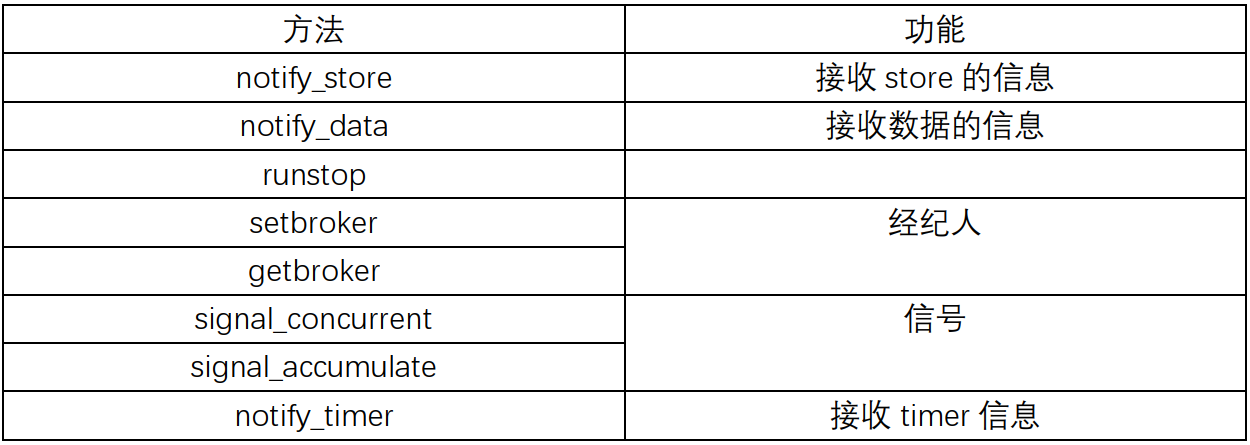 方法 功能
notify_store 接收 store 的信息
notify_data 接收数据的信息
runstop
setbroker 经纪人
getbroker
signal_concurrent 信号
signal_accumulate
notify_timer 接收 timer 信息